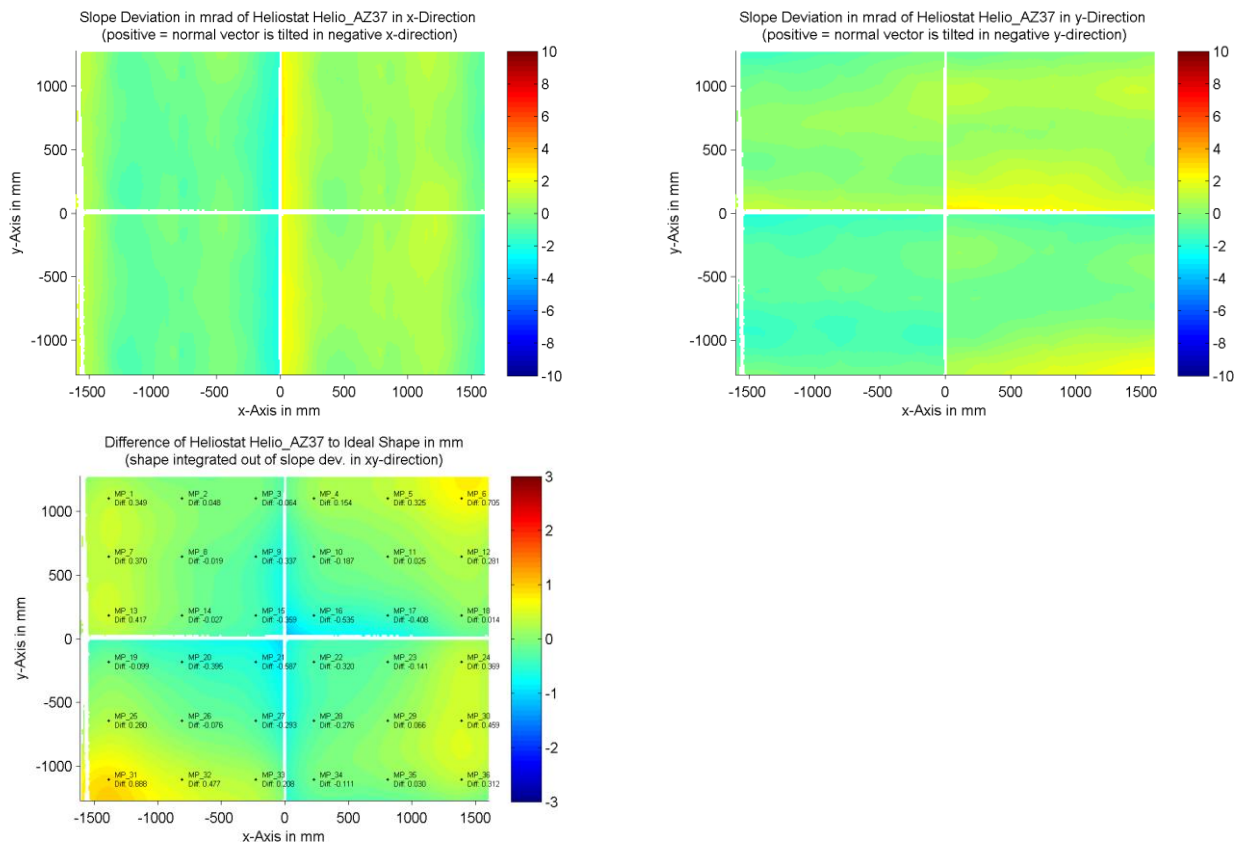 Slope Deviation in mrad of Heliostat Helio_AZ37 in x-Direction
(positive = normal vector is tilted in negative x-direction)
1000
500
0
-500
-1000
y-Axis in mm
-1500 -1000 -500 0 500 1000 1500
x-Axis in mm
10
8
6
4
2
0
-2
-4
-6
-8
-10
Slope Deviation in mrad of Heliostat Helio_AZ37 in y-Direction
(positive = normal vector is tilted in negative y-direction)
1000
500
0
-500
-1000
y-Axis in mm
-1500 -1000 -500 0 500 1000 1500
x-Axis in mm
10
8
6
4
2
0
-2
-4
-6
-8
-10
Difference of Heliostat Helio_AZ37 to Ideal Shape in mm
(shape integrated out of slope dev. in xy-direction)
MP_1 MP_2 MP_3 MP_4 MP_5 MP_6
Diff: 0.349 Diff: 0.048 Diff: -0.064 Diff: 0.154 Diff: 0.325 Diff: 0.705
MP_7 MP_8 MP_9 MP_10 MP_11 MP_12
Diff: 0.370 Diff: -0.019 Diff: -0.337 Diff: -0.187 Diff: 0.025 Diff: 0.281
MP_13 MP_14 MP_15 MP_16 MP_17 MP_18
Diff: 0.417 Diff: -0.027 Diff: Diff: -0.535 Diff: -0.408 Diff: 0.014
MP_19 MP_20 MP_21 MP_22 MP_23 MP_24
Diff: -0.099 Diff: -0.395 Diff: -0.587 Diff: -0.320 Diff: -0.141 Diff: 0.369
MP_25 MP_26 MP_27 MP_28 MP_29 MP_30
Diff: 0.280 Diff: -0.076 Diff: -0.293 Diff: -0.276 Diff: 0.066 Diff: 0.459
MP_31 MP_32 MP_33 MP_34 MP_35 MP_36
Diff: 0.888 Diff: 0.477 Diff: 0.208 Diff: -0.111 Diff: 0.030 Diff: 0.312
1000
500
0
-500
-1000
y-Axis in mm
-1500 -1000 -500 0 500 1000 1500
x-Axis in mm
3
2
1
0
-1
-2
-3